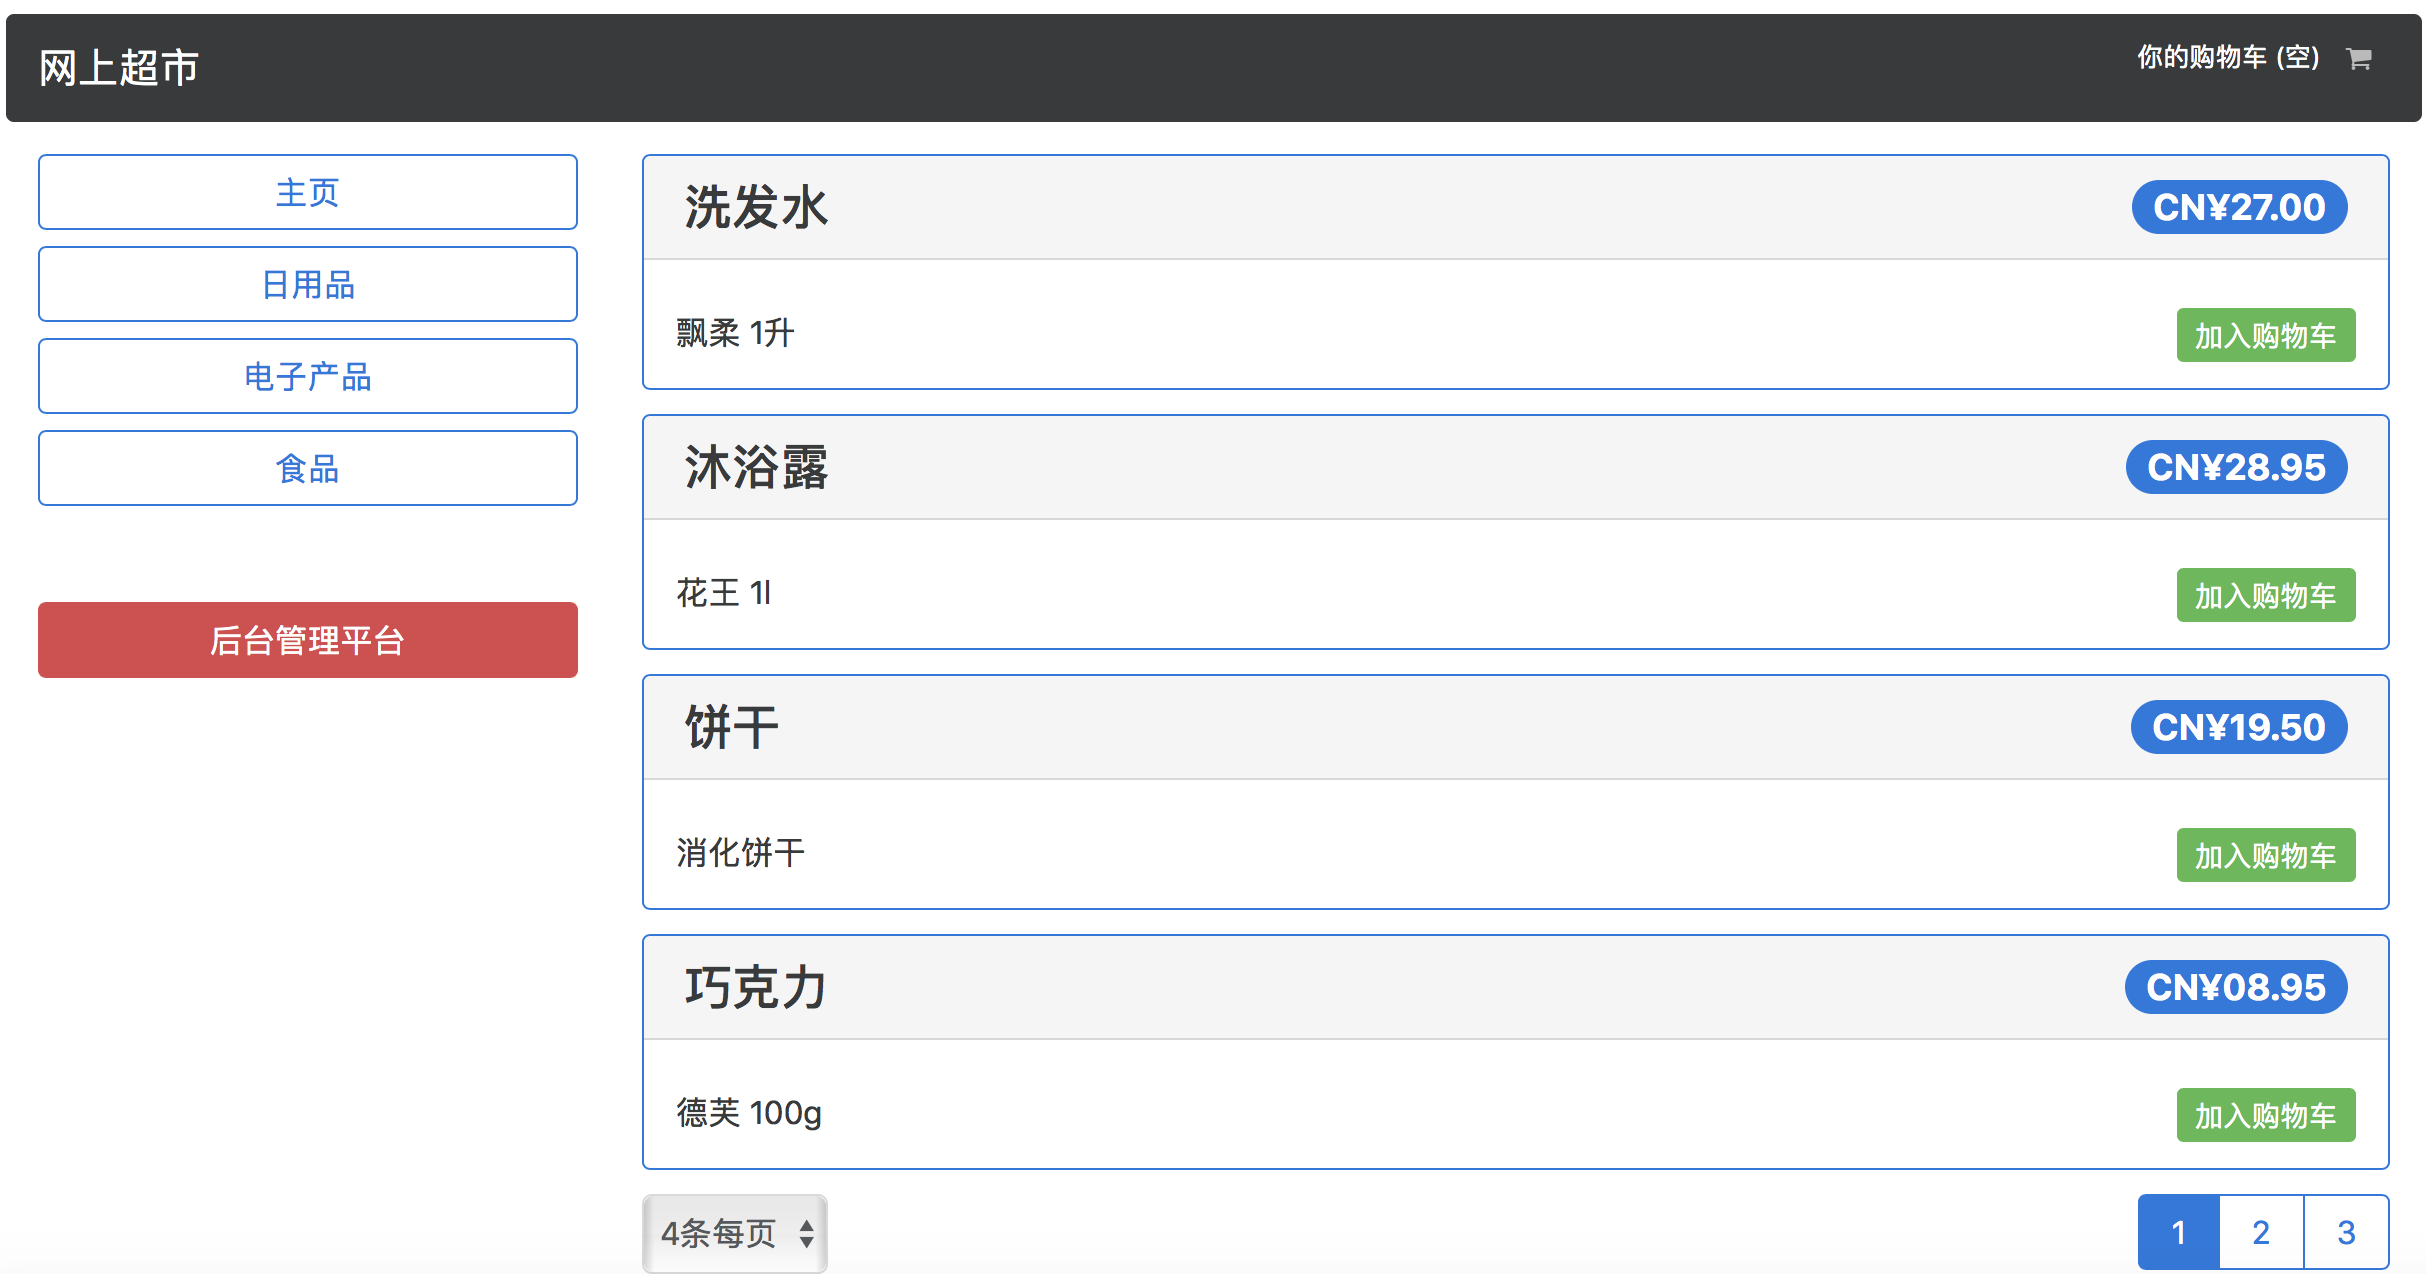 网上超市
你的购物车 (空)
主页
日用品
电子产品
食品
后台管理平台
洗发水
CN¥27.00
飘柔 1升
加入购物车
沐浴露
CN¥28.95
花王 1l
加入购物车
饼干
CN¥19.50
消化饼干
加入购物车
巧克力
CN¥08.95
德芙 100g
加入购物车
4条每页
1 2 3